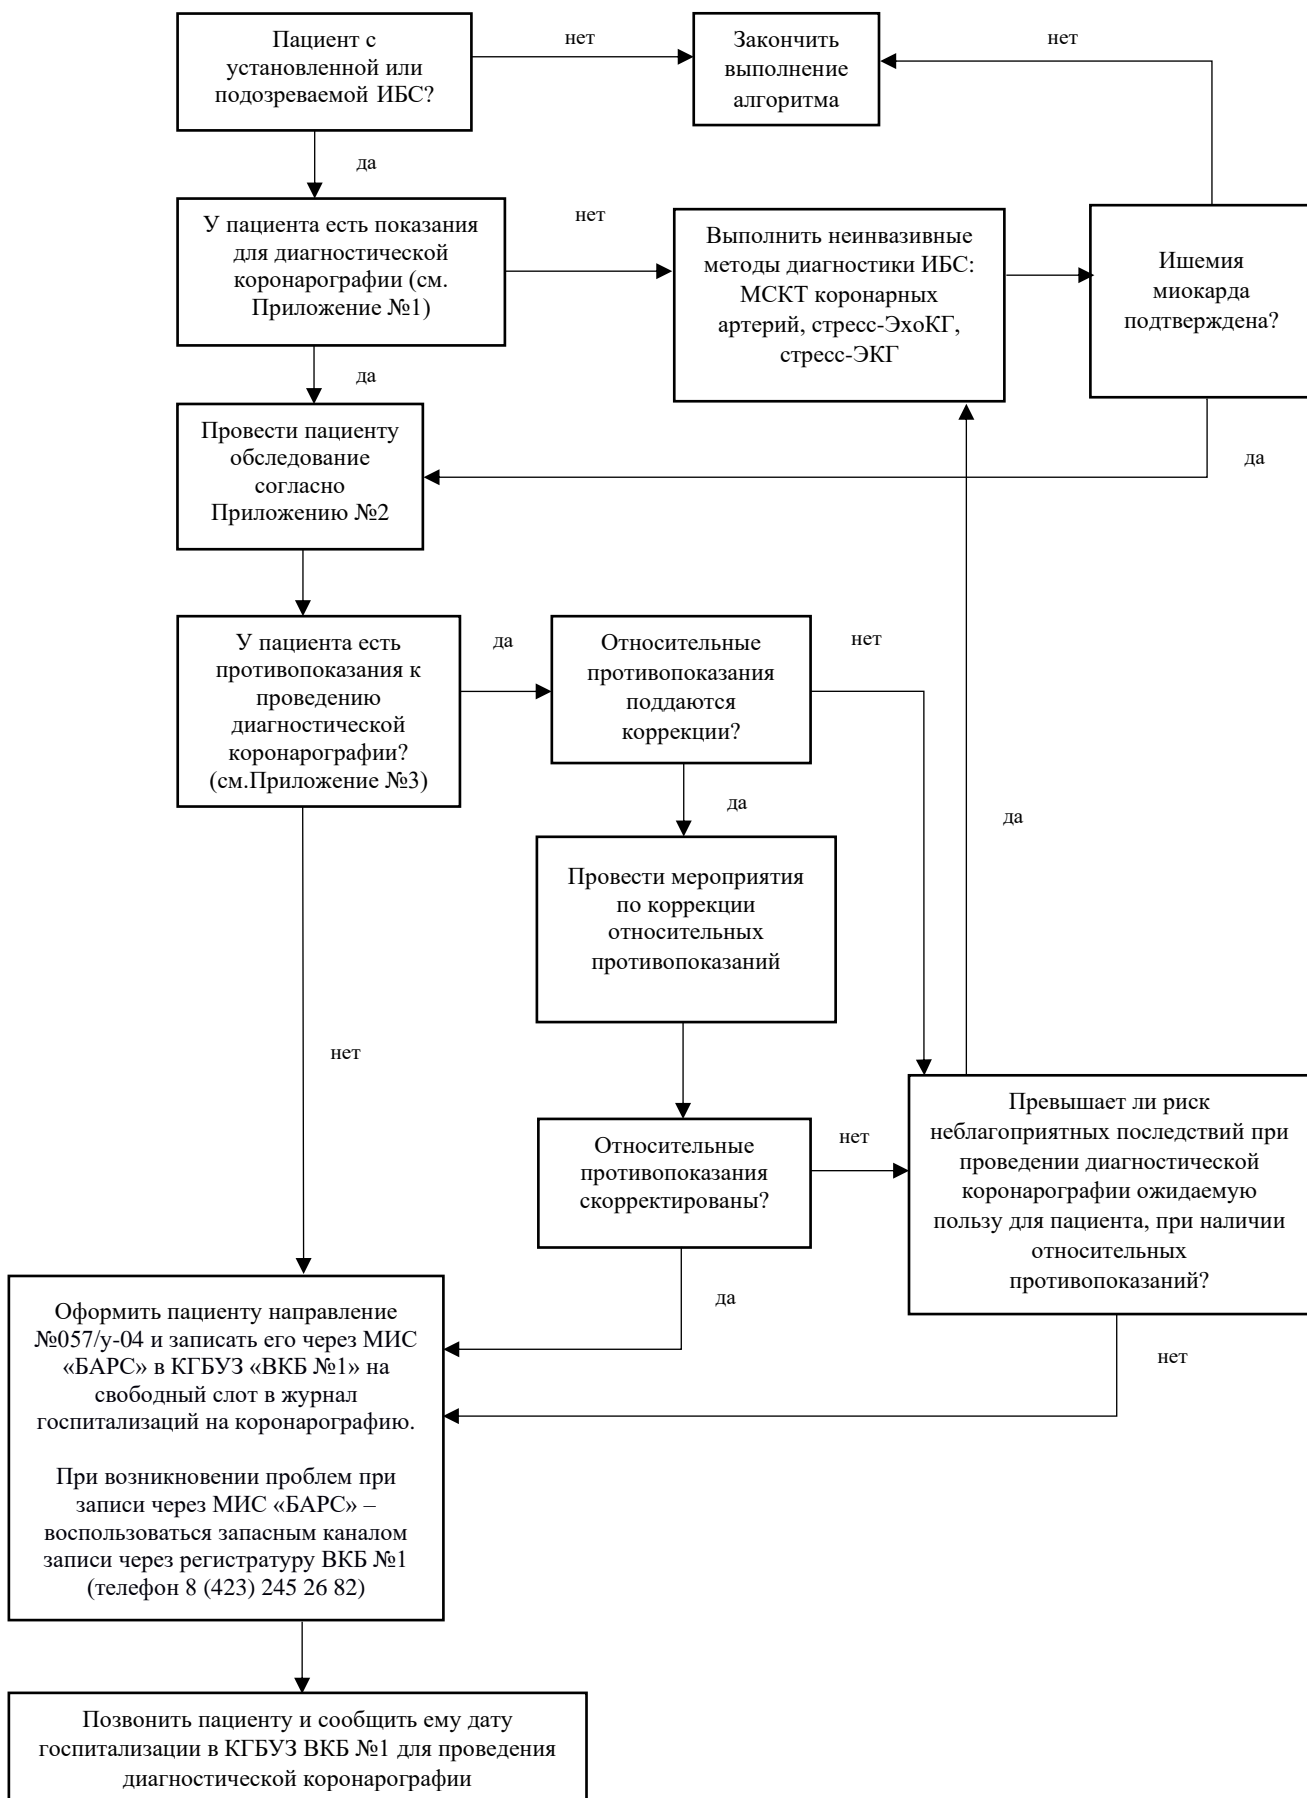 Пациент с
установленной или
подозреваемой ИБС?
нет
Закончить
выполнение
алгоритма
нет
да
У пациента есть показания
для диагностической
коронарографии (см.
Приложение №1)
нет
Выполнить неинвазивные
методы диагностики ИБС:
МСКТ коронарных
артерий, стресс-ЭхоКГ,
стресс-ЭКГ
Ишемия
миокарда
подтверждена?
да
да
Провести пациенту
обследование
согласно
Приложению №2
У пациента есть
противопоказания к
проведению
диагностической
коронарографии?
(см.Приложение №3)
да
Относительные
противопоказания
поддаются
коррекции?
нет
да
да
Провести мероприятия
по коррекции
относительных
противопоказаний
нет
Относительные
противопоказания
скорректированы?
нет
Превышает ли риск
неблагоприятных последствий при
проведении диагностической
коронарографии ожидаемую
пользу для пациента, при наличии
относительных
противопоказаний?
да
нет
Оформить пациенту направление
№057/у-04 и записать его через МИС
«БАРС» в КГБУЗ «ВКБ №1» на
свободный слот в журнал
госпитализаций на коронарографию.
При возникновении проблем при
записи через МИС «БАРС» –
воспользоваться запасным каналом
записи через регистратуру ВКБ №1
(телефон 8 (423) 245 26 82)
Позвонить пациенту и сообщить ему дату
госпитализации в КГБУЗ ВКБ №1 для проведения
диагностической коронарографии